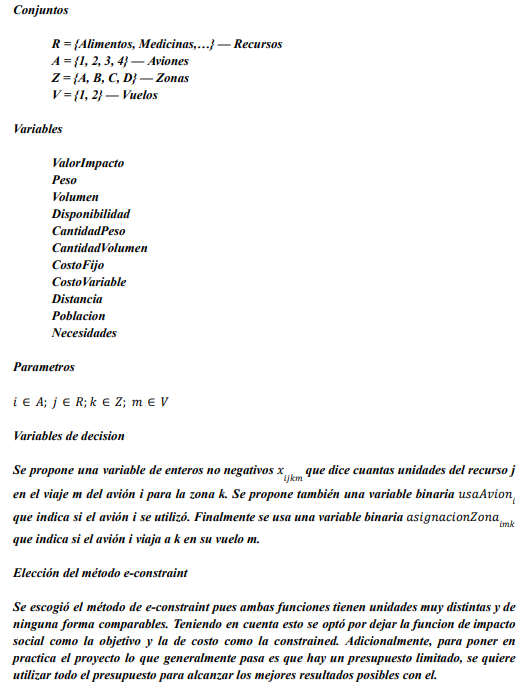 Conjuntos
R = {Alimentos, Medicinas,…} — Recursos
A = {1, 2, 3, 4} — Aviones
Z = {A, B, C, D} — Zonas
V = {1, 2} — Vuelos
Variables
ValorImpacto
Peso
Volumen
Disponibilidad
CantidadPeso
CantidadVolumen
CostoFijo
CostoVariable
Distancia
Poblacion
Necesidades
Parametros
i ∈ A; j ∈ R; k ∈ Z; m ∈ V
Variables de decision
Se propone una variable de enteros no negativos x_ijkm que dice cuantas unidades del recurso j
en el viaje m del avión i para la zona k. Se propone también una variable binaria usaAvion_i
que indica si el avión i se utilizó. Finalmente se usa una variable binaria asignacionZona_imk
que indica si el avión i viaja a k en su vuelo m.
Elección del método e-constraint
Se escogió el método de e-constraint pues ambas funciones tienen unidades muy distintas y de
ninguna forma comparables. Teniendo en cuenta esto se optó por dejar la funcion de impacto
social como la objetivo y la de costo como la constrained. Adicionalmente, para poner en
practica el proyecto lo que generalmente pasa es que hay un presupuesto limitado, se quiere
utilizar todo el presupuesto para alcanzar los mejores resultados posibles con el.